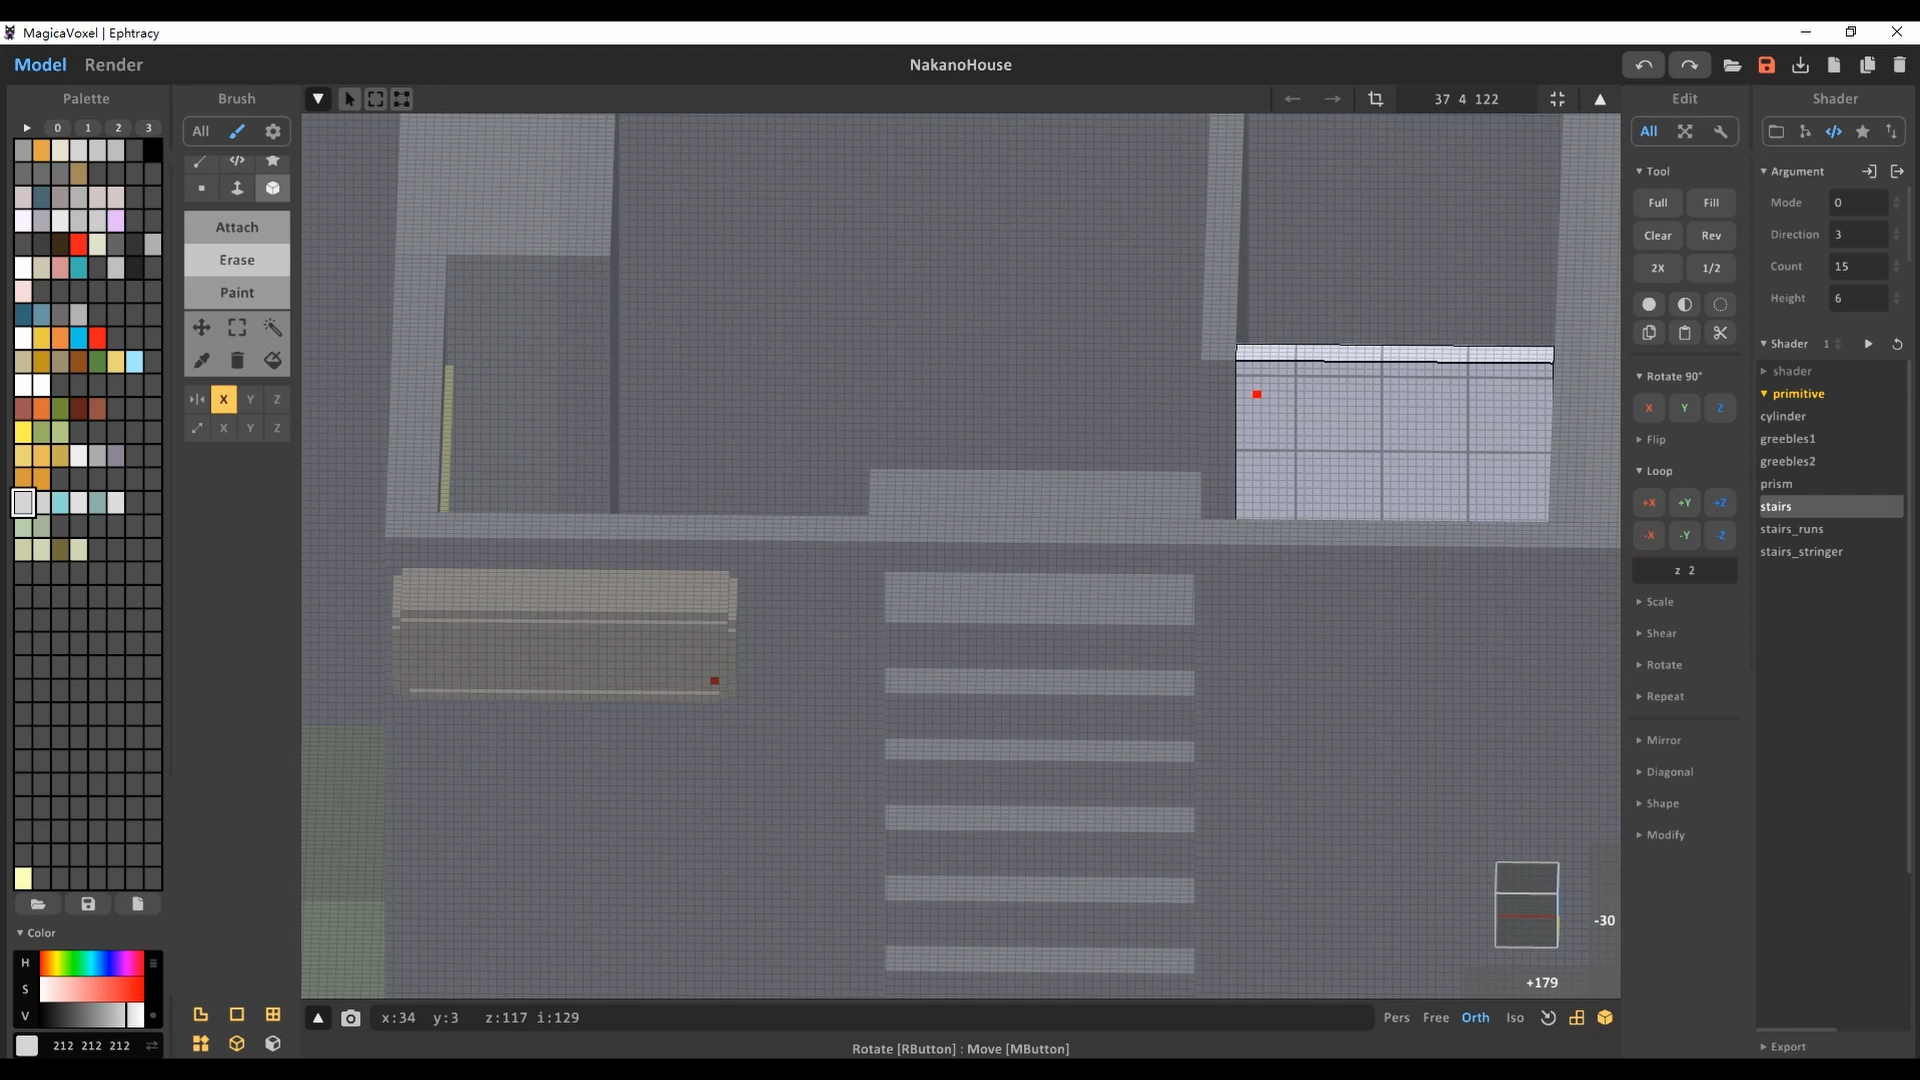 MagicaVoxel | Ephtracy
Model Render
NakanoHouse
Palette
Brush
37 4 122
Edit
Shader
0 1 2 3
All
All
Attach
Erase
Paint
X Y Z
X Y Z
Tool
Full Fill
Clear Rev
2X 1/2
Rotate 90°
X Y Z
Flip
Loop
+X +Y +Z
-X -Y -Z
z 2
Scale
Shear
Rotate
Repeat
Mirror
Diagonal
Shape
Modify
Argument
Mode 0
Direction 3
Count 15
Height 6
Shader 1
shader
primitive
cylinder
greebles1
greebles2
prism
stairs
stairs_runs
stairs_stringer
Export
Color
H
S
V
212 212 212
-30
+179
x:34 y:3 z:117 i:129
Pers Free Orth Iso
Rotate [RButton] : Move [MButton]